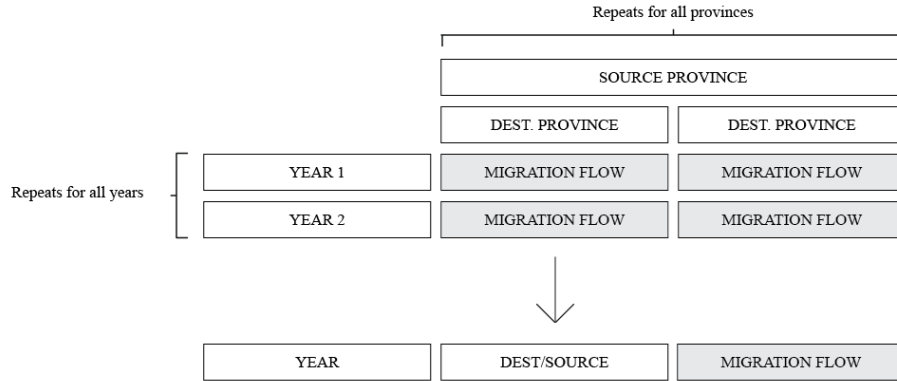 Repeats for all provinces
SOURCE PROVINCE
DEST. PROVINCE DEST. PROVINCE
YEAR 1 MIGRATION FLOW MIGRATION FLOW
Repeats for all years
YEAR 2 MIGRATION FLOW MIGRATION FLOW
YEAR DEST/SOURCE MIGRATION FLOW